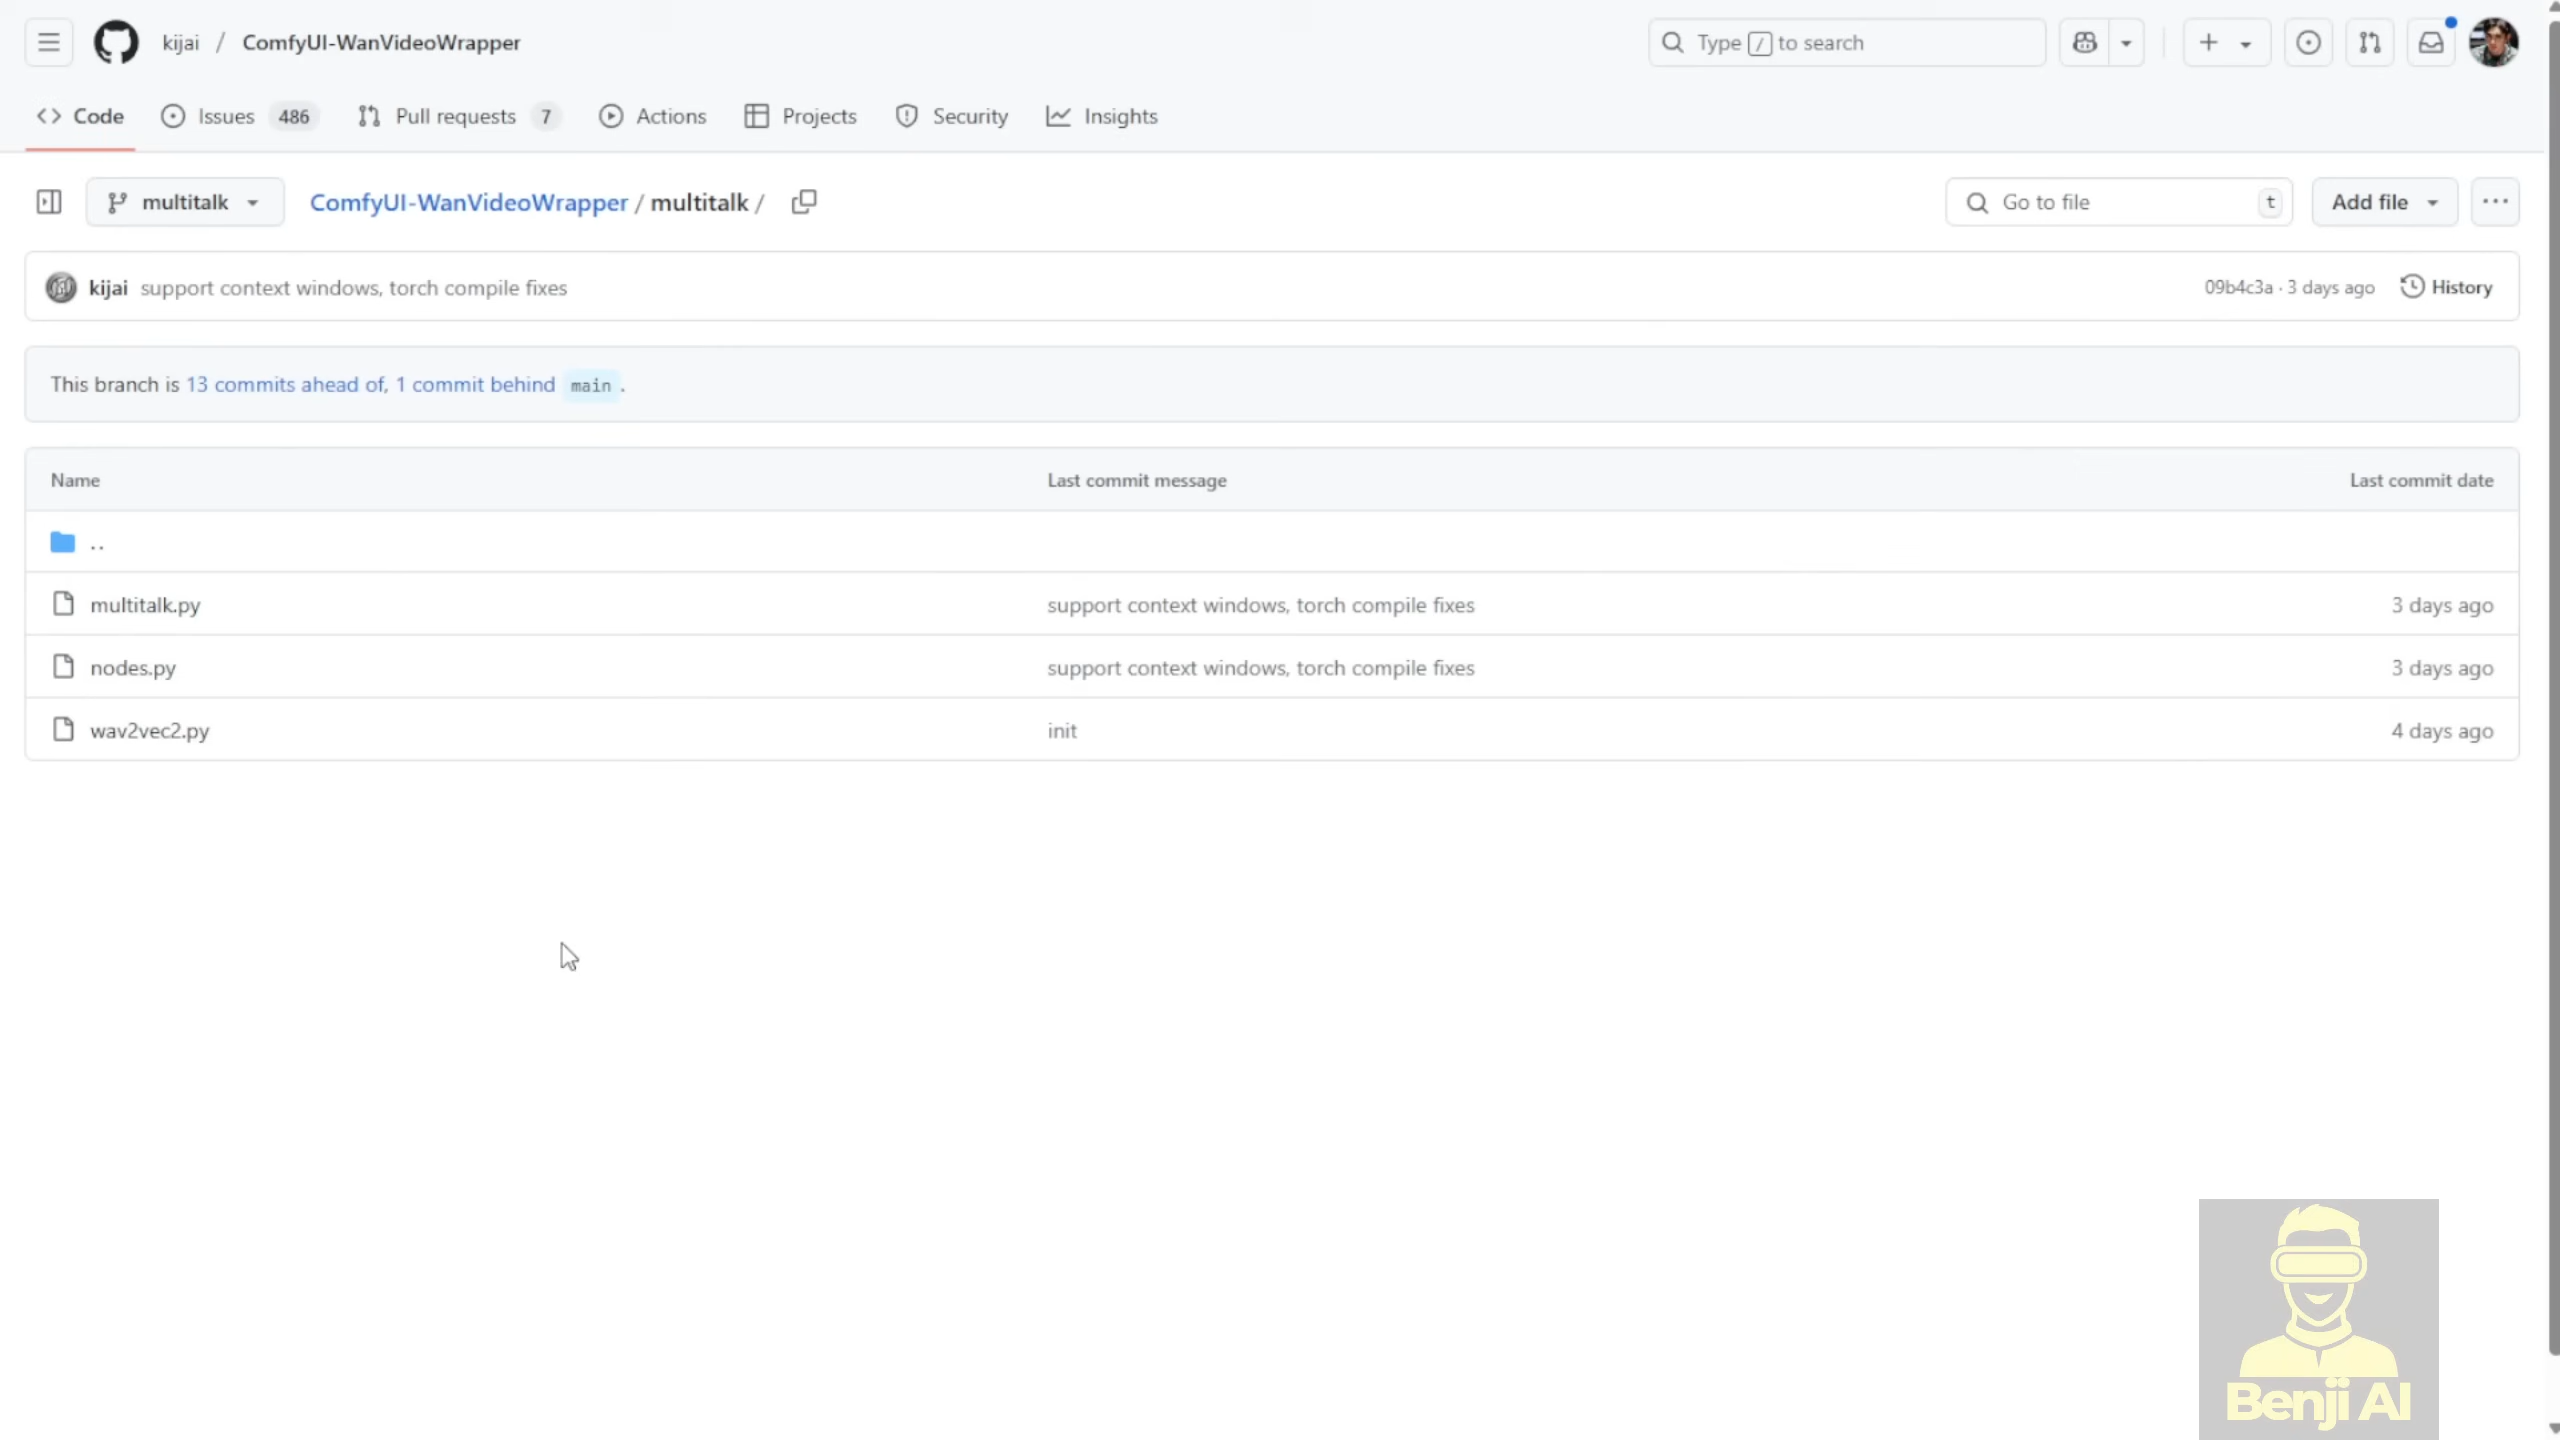 kijai / ComfyUI-WanVideoWrapper
Type / to search
Code
Issues 486
Pull requests 7
Actions
Projects
Security
Insights
multitalk
ComfyUI-WanVideoWrapper / multitalk /
Go to file t
Add file
kijai support context windows, torch compile fixes
09b4c3a · 3 days ago
History
This branch is 13 commits ahead of, 1 commit behind main .
Name Last commit message Last commit date
..
multitalk.py support context windows, torch compile fixes 3 days ago
nodes.py support context windows, torch compile fixes 3 days ago
wav2vec2.py init 4 days ago
Benji AI